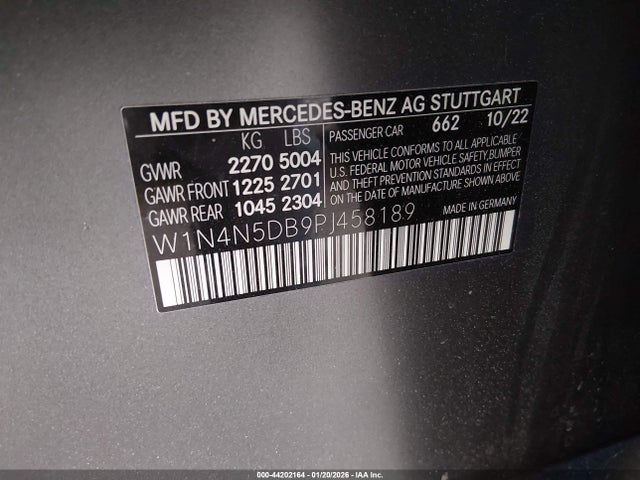 MFD BY MERCEDES-BENZ AG STUTTGART
KG LBS PASSENGER CAR 662 10/22
GVWR 2270 5004
GAWR FRONT 1225 2701
GAWR REAR 1045 2304
THIS VEHICLE CONFORMS TO ALL APPLICABLE
U.S. FEDERAL MOTOR VEHICLE SAFETY, BUMPER
AND THEFT PREVENTION STANDARDS IN EFFECT
ON THE DATE OF MANUFACTURE SHOWN ABOVE.
W1N4N5DB9PJ458189
MADE IN GERMANY
000-44202164 | 01/20/2026 | IAA Inc.